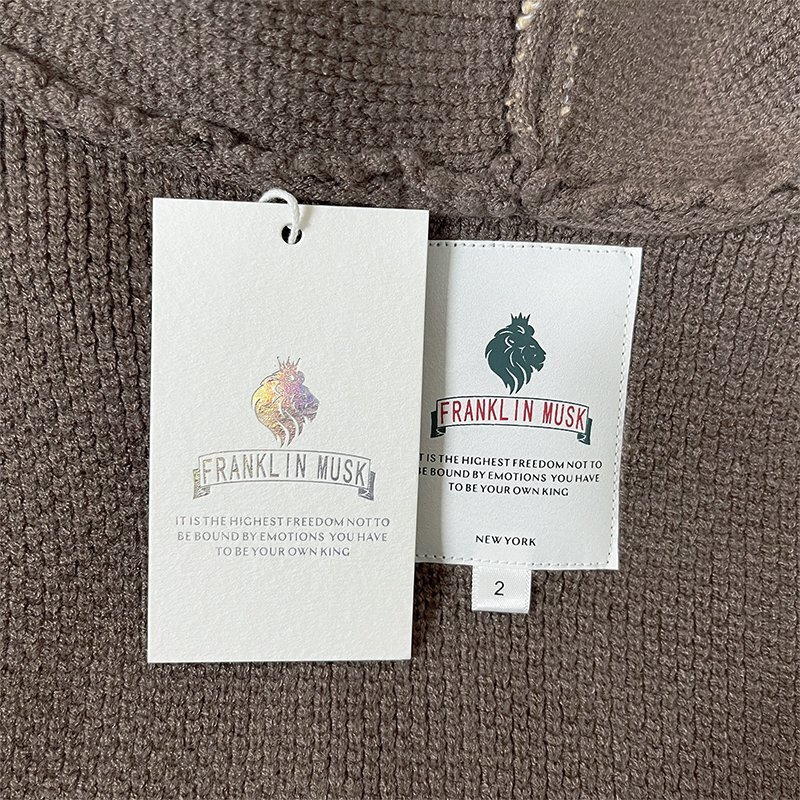 FRANKLIN MUSK
IT IS THE HIGHEST FREEDOM NOT TO
BE BOUND BY EMOTIONS YOU HAVE
TO BE YOUR OWN KING
FRANKLIN MUSK
IT IS THE HIGHEST FREEDOM NOT TO
BE BOUND BY EMOTIONS YOU HAVE
TO BE YOUR OWN KING
NEW YORK
2